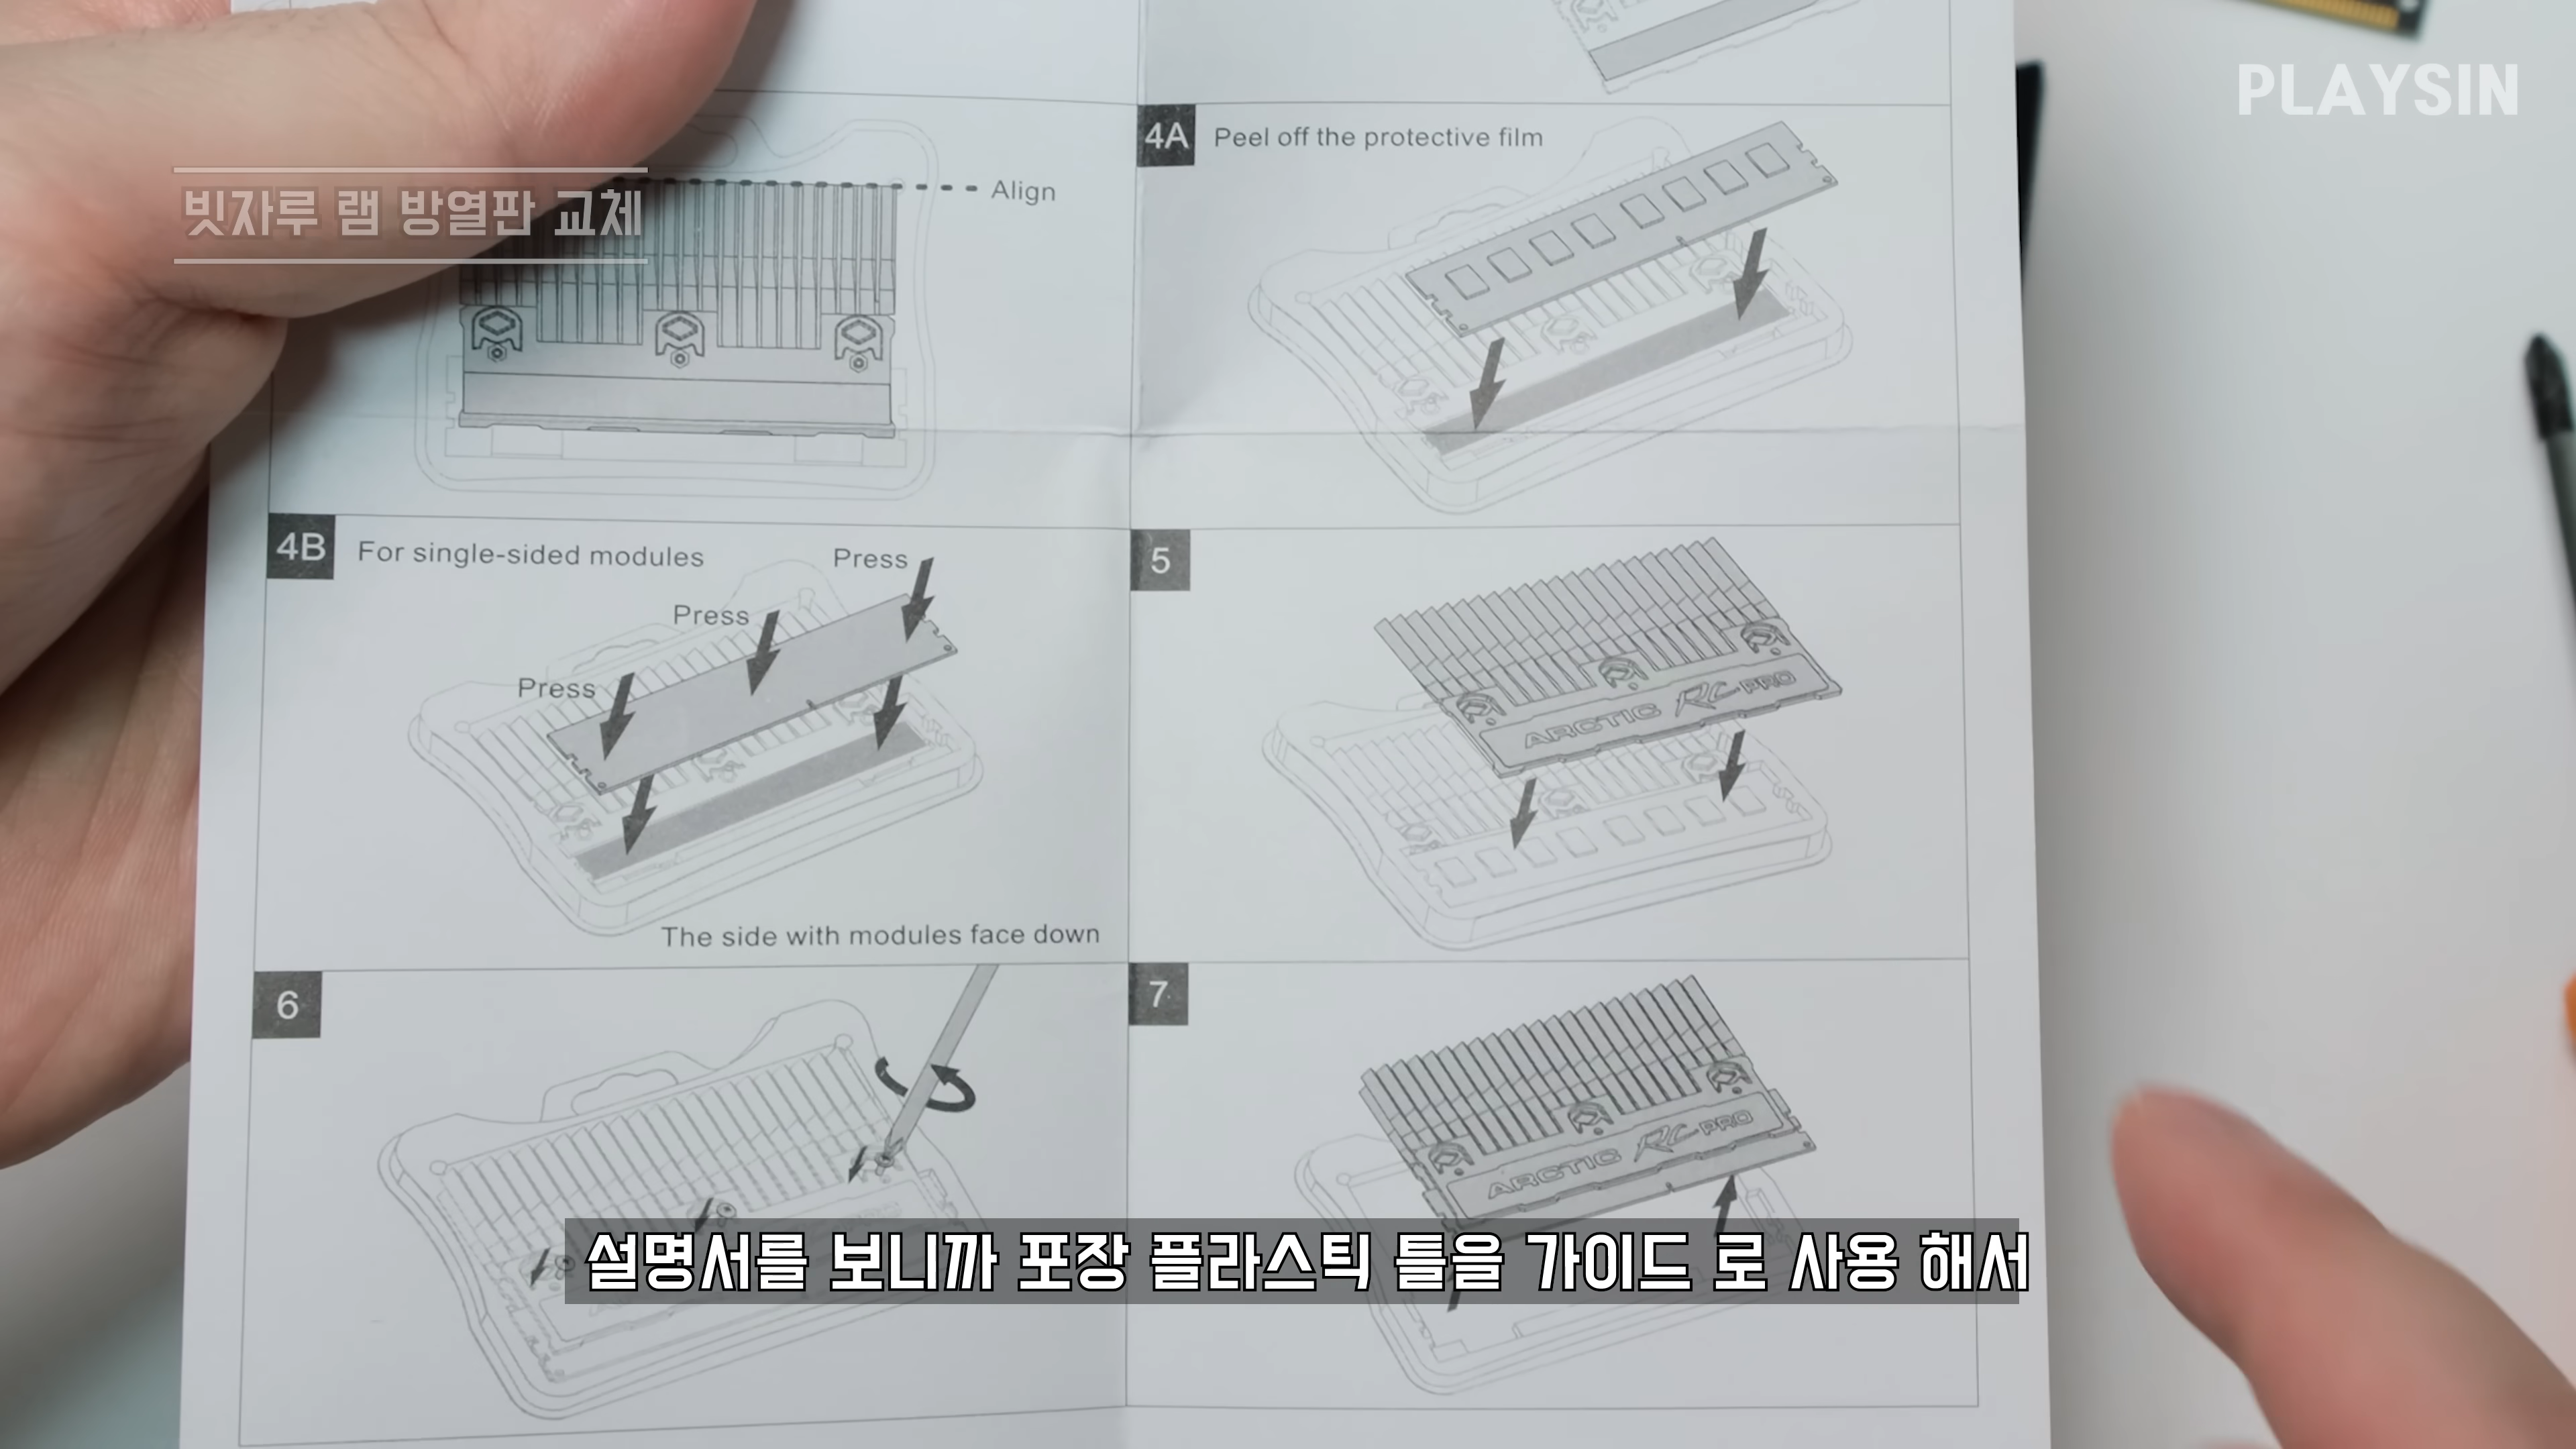 PLAYSIN
빗자루 램 방열판 교체
Align
4A Peel off the protective film
4B For single-sided modules
Press
Press
Press
The side with modules face down
5
ARCTIC RC PRO
6
7
ARCTIC RC PRO
설명서를 보니까 포장 플라스틱 틀을 가이드 로 사용 해서